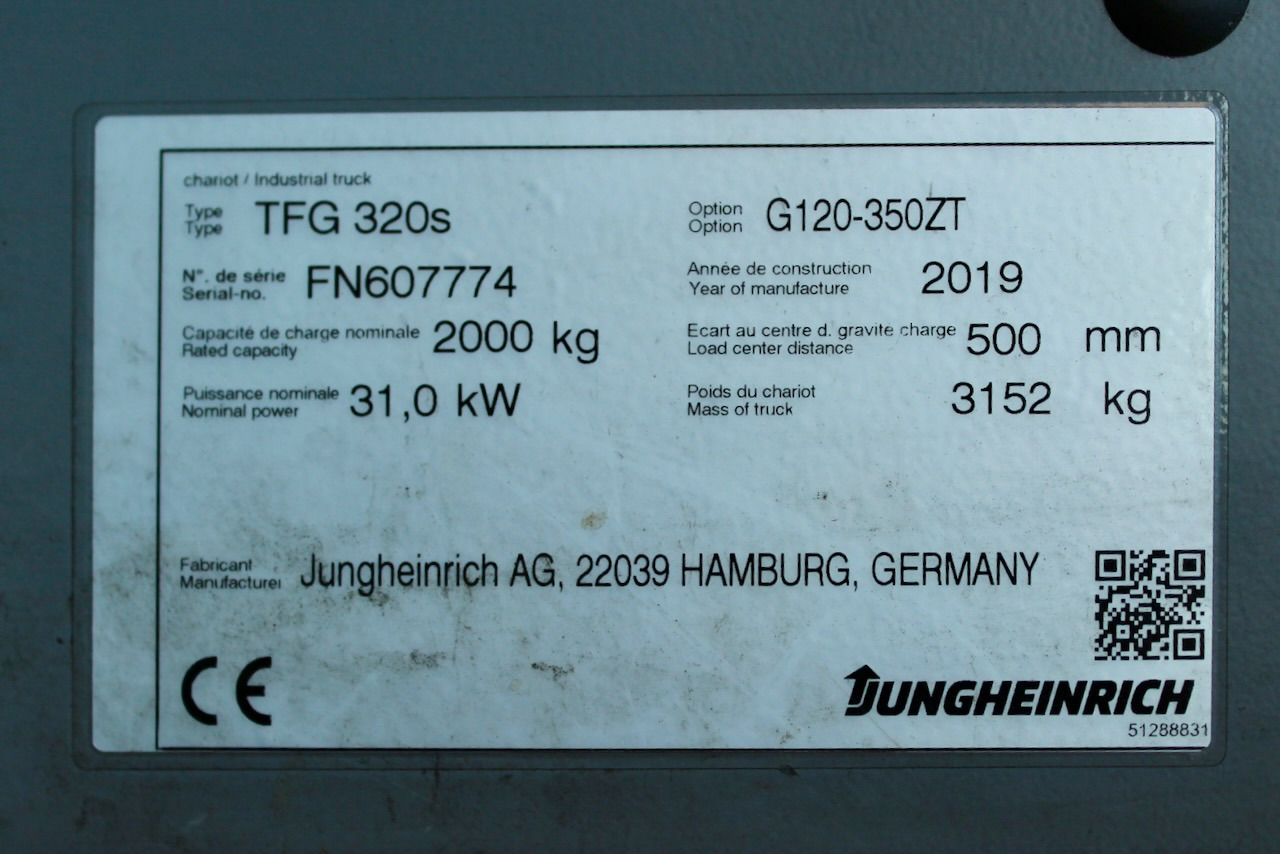 chariot / Industrial truck
Type
Type TFG 320s
Option
Option G120-350ZT
N°. de série
Serial-no. FN607774
Année de construction
Year of manufacture 2019
Capacité de charge nominale
Rated capacity 2000 kg
Ecart au centre d. gravité charge
Load center distance 500 mm
Puissance nominale
Nominal power 31,0 kW
Poids du chariot
Mass of truck 3152 kg
Fabricant
Manufacturer Jungheinrich AG, 22039 HAMBURG, GERMANY
CE
JUNGHEINRICH
51288831